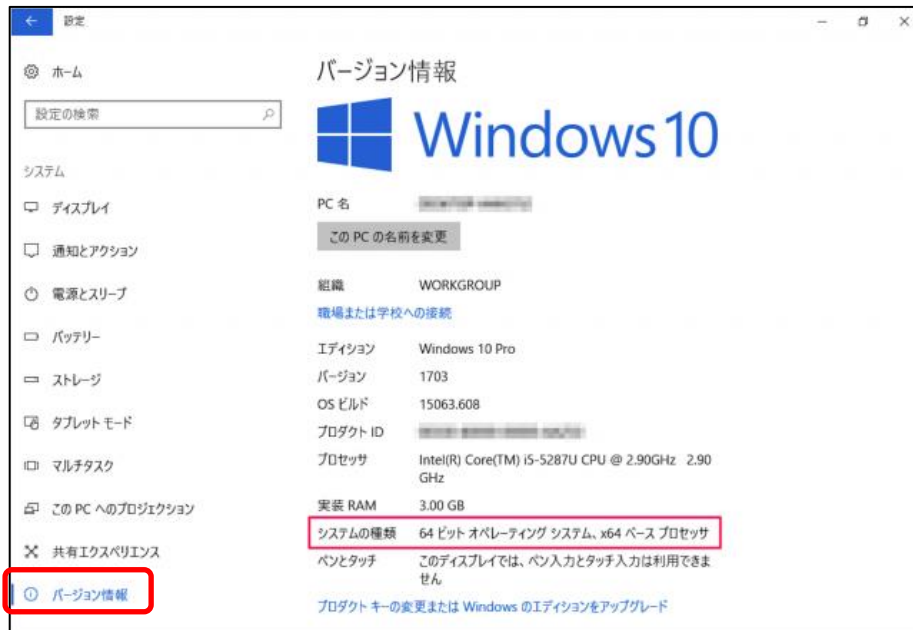 設定
ホーム
設定の検索
システム
ディスプレイ
通知とアクション
電源とスリープ
バッテリー
ストレージ
タブレット モード
マルチタスク
この PC へのプロジェクション
共有エクスペリエンス
バージョン情報
バージョン情報
Windows 10
PC 名
この PC の名前を変更
組織 WORKGROUP
職場または学校への接続
エディション Windows 10 Pro
バージョン 1703
OS ビルド 15063.608
プロダクト ID
プロセッサ Intel(R) Core(TM) i5-5287U CPU @ 2.90GHz 2.90
GHz
実装 RAM 3.00 GB
システムの種類 64 ビット オペレーティング システム、x64 ベース プロセッサ
ペンとタッチ このディスプレイでは、ペン入力とタッチ入力は利用できま
せん
プロダクト キーの変更または Windows のエディションをアップグレード